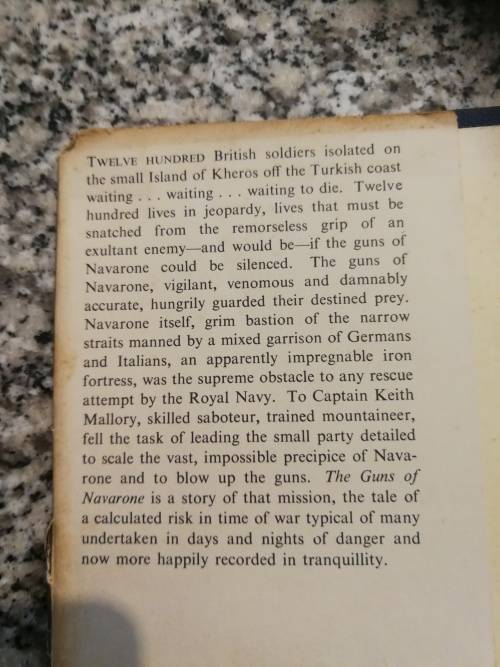 TWELVE HUNDRED British soldiers isolated on
the small Island of Kheros off the Turkish coast
waiting . . . waiting . . . waiting to die. Twelve
hundred lives in jeopardy, lives that must be
snatched from the remorseless grip of an
exultant enemy—and would be—if the guns of
Navarone could be silenced. The guns of
Navarone, vigilant, venomous and damnably
accurate, hungrily guarded their destined prey.
Navarone itself, grim bastion of the narrow
straits manned by a mixed garrison of Germans
and Italians, an apparently impregnable iron
fortress, was the supreme obstacle to any rescue
attempt by the Royal Navy. To Captain Keith
Mallory, skilled saboteur, trained mountaineer,
fell the task of leading the small party detailed
to scale the vast, impossible precipice of Nava-
rone and to blow up the guns. The Guns of
Navarone is a story of that mission, the tale of
a calculated risk in time of war typical of many
undertaken in days and nights of danger and
now more happily recorded in tranquillity.